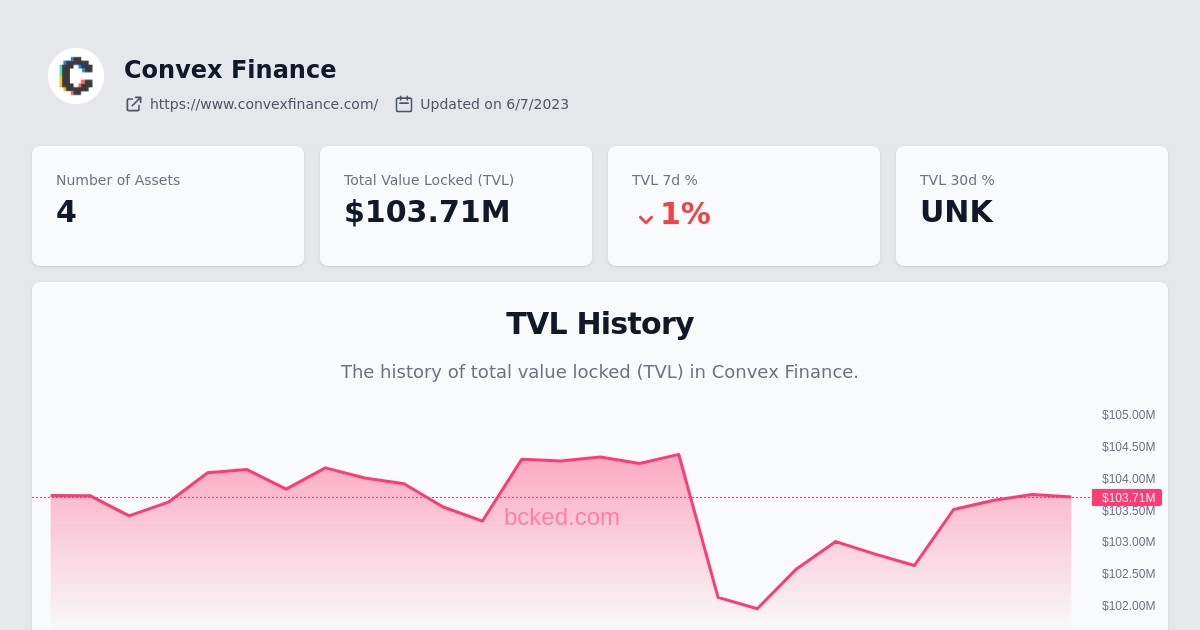 Convex Finance
https://www.convexfinance.com/ Updated on 6/7/2023
Number of Assets
4
Total Value Locked (TVL)
$103.71M
TVL 7d %
1%
TVL 30d %
UNK
TVL History
The history of total value locked (TVL) in Convex Finance.
$105.00M
$104.50M
$104.00M
$103.71M
$103.50M
bcked.com
$103.00M
$102.50M
$102.00M